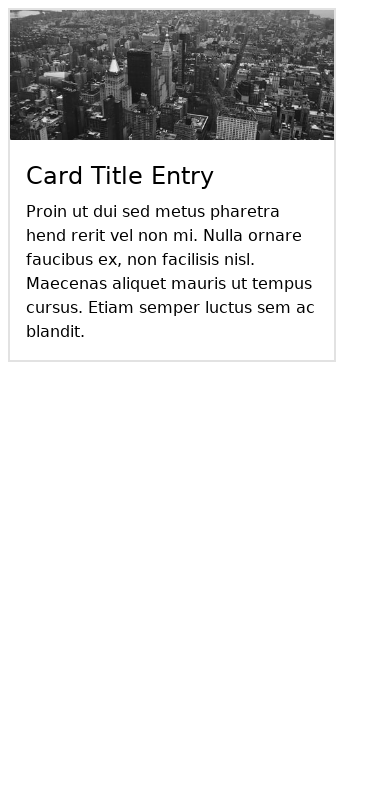 Card Title Entry
Proin ut dui sed metus pharetra
hend rerit vel non mi. Nulla ornare
faucibus ex, non facilisis nisl.
Maecenas aliquet mauris ut tempus
cursus. Etiam semper luctus sem ac
blandit.